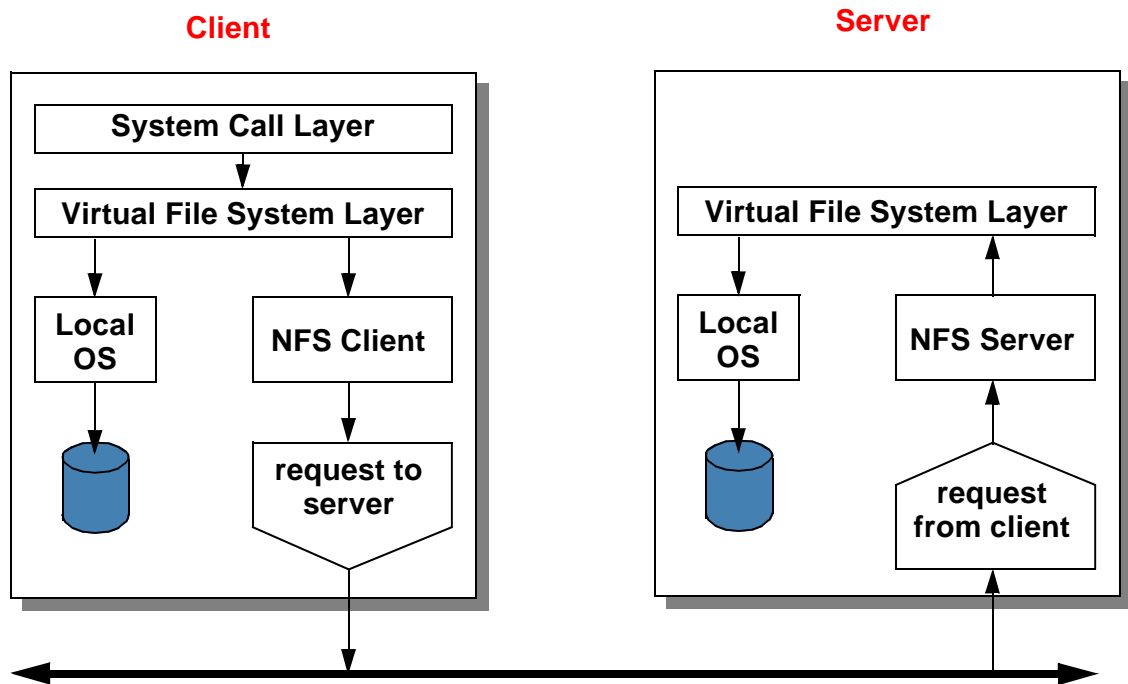 Client
Server
System Call Layer
Virtual File System Layer
Local
OS
NFS Client
request to
server
Virtual File System Layer
Local
OS
NFS Server
request
from client